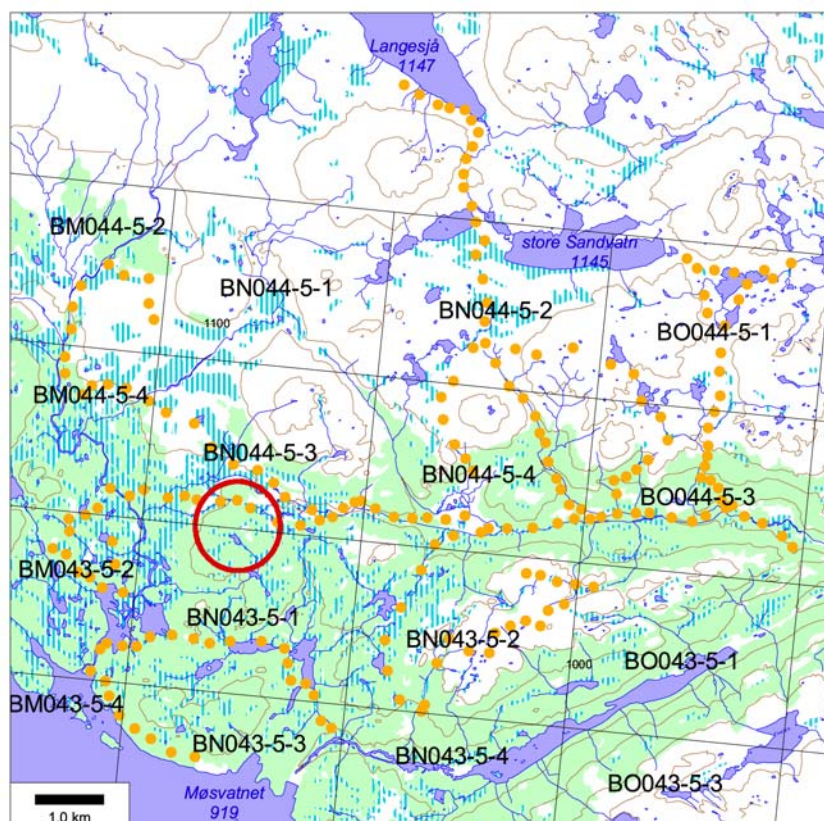 Langesjå
1147
BM044-5-2
store Sandvatn
1145
BN044-5-1
BN044-5-2
BO044-5-1
1100
BM044-5-4
BN044-5-3
BN044-5-4
BO044-5-3
BM043-5-2
BN043-5-1
BN043-5-2
BO043-5-1
1000
BM043-5-4
BN043-5-3
BN043-5-4
BO043-5-3
Møsvatnet
919
1.0 km